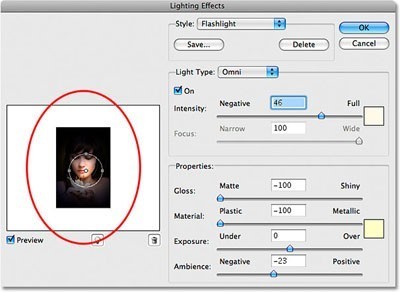 Lighting Effects
Style: Flashlight
OK
Save...
Delete
Cancel
Light Type: Omni
On
Intensity: Negative 46 Full
Focus: Narrow 100 Wide
Properties:
Gloss: Matte -100 Shiny
Material: Plastic -100 Metallic
Exposure: Under 0 Over
Ambience: Negative -23 Positive
Preview